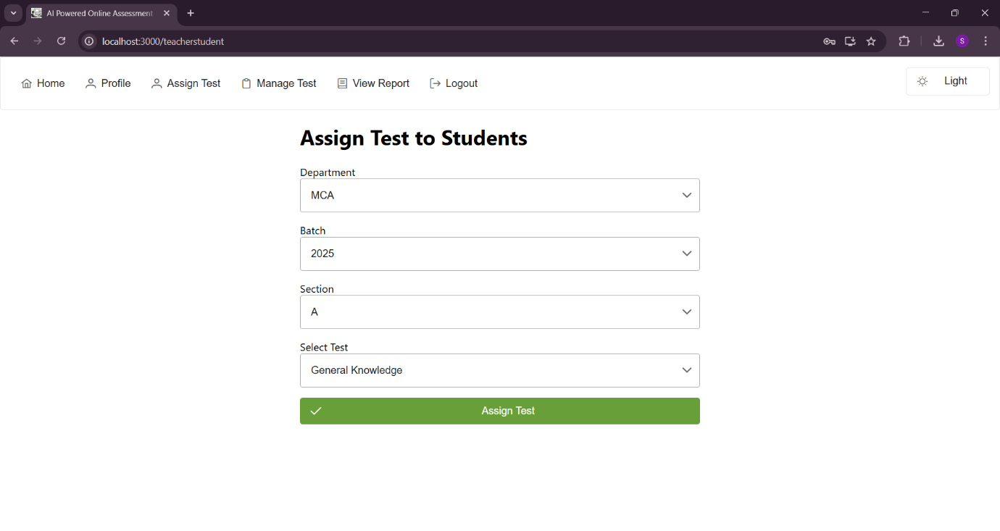 AI Powered Online Assessment
localhost:3000/teacherstudent
S
Home Profile Assign Test Manage Test View Report Logout Light
Assign Test to Students
Department
MCA
Batch
2025
Section
A
Select Test
General Knowledge
Assign Test